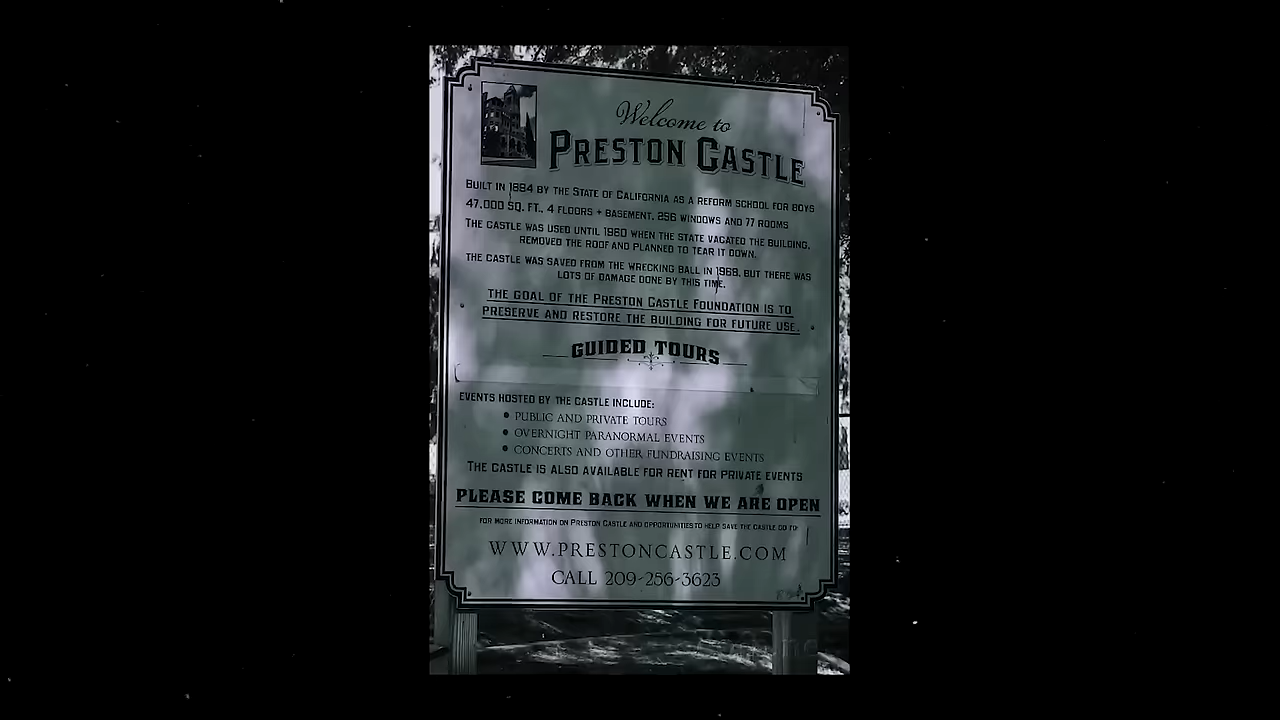 Welcome to
PRESTON CASTLE
BUILT IN 1894 BY THE STATE OF CALIFORNIA AS A REFORM SCHOOL FOR BOYS
47,000 SQ. FT., 4 FLOORS + BASEMENT, 256 WINDOWS AND 77 ROOMS
THE CASTLE WAS USED UNTIL 1960 WHEN THE STATE VACATED THE BUILDING,
REMOVED THE ROOF AND PLANNED TO TEAR IT DOWN.
THE CASTLE WAS SAVED FROM THE WRECKING BALL IN 1968, BUT THERE WAS
LOTS OF DAMAGE DONE BY THIS TIME.
THE GOAL OF THE PRESTON CASTLE FOUNDATION IS TO
PRESERVE AND RESTORE THE BUILDING FOR FUTURE USE.
GUIDED TOURS
EVENTS HOSTED BY THE CASTLE INCLUDE:
• PUBLIC AND PRIVATE TOURS
• OVERNIGHT PARANORMAL EVENTS
• CONCERTS AND OTHER FUNDRAISING EVENTS
THE CASTLE IS ALSO AVAILABLE FOR RENT FOR PRIVATE EVENTS
PLEASE COME BACK WHEN WE ARE OPEN
FOR MORE INFORMATION ON PRESTON CASTLE AND OPPORTUNITIES TO HELP SAVE THE CASTLE GO TO:
WWW.PRESTONCASTLE.COM
CALL 209-256-3623